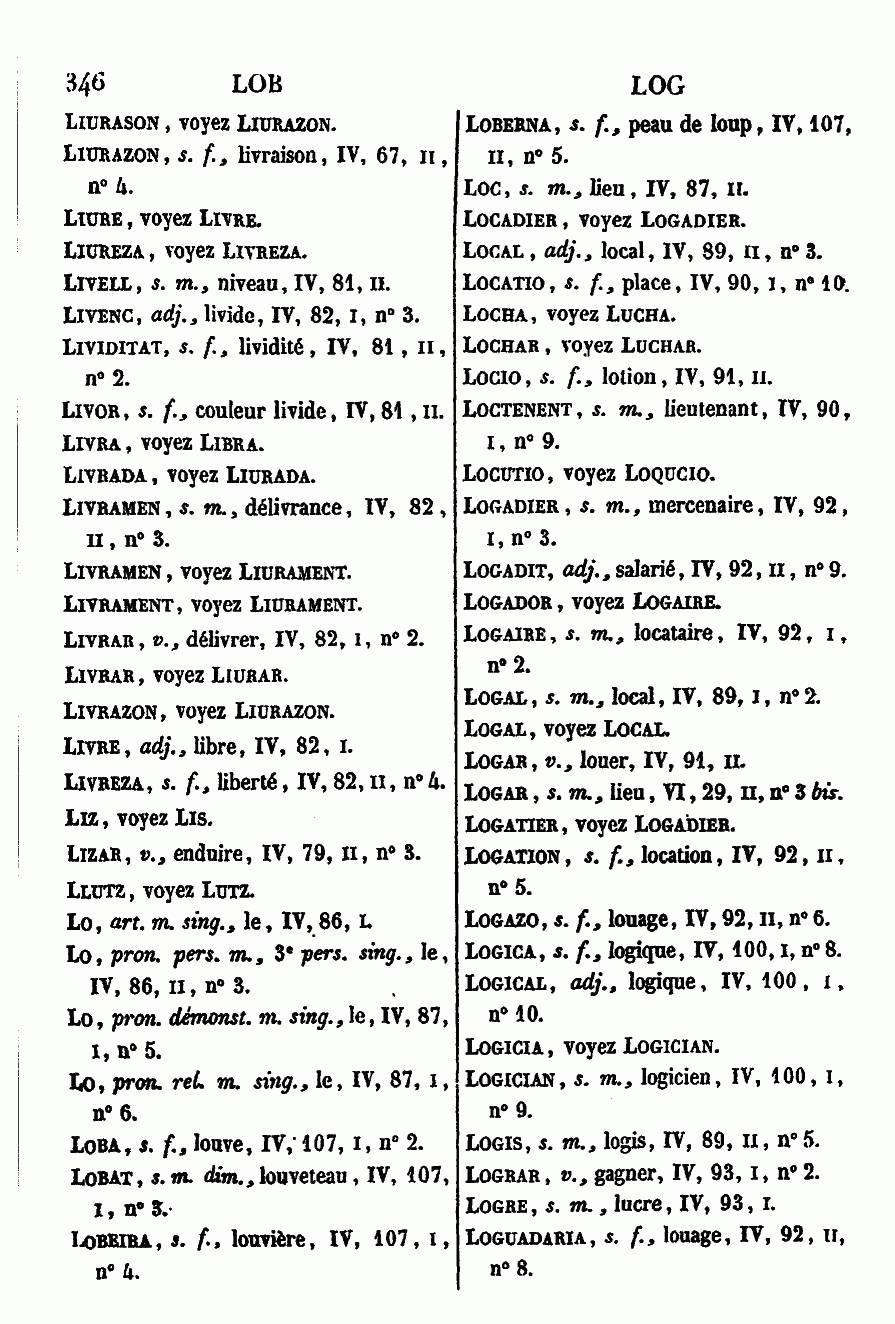 346 LOB LOG
LIURASON, voyez LIURAZON.
LIURAZON, s. f., livraison, IV, 67, II,
n° 4.
LIURE, voyez LIVRE.
LIUREZA, voyez LIVREZA.
LIVELL, s. m., niveau, IV, 81, II.
LIVENC, adj., livide, IV, 82, I, n° 3.
LIVIDITAT, s. f., lividité, IV, 81, II,
n° 2.
LIVOR, s. f., couleur livide, IV, 81, II.
LIVRA, voyez LIBRA.
LIVRADA, voyez LIURADA.
LIVRAMEN, s. m., délivrance, IV, 82,
II, n° 3.
LIVRAMEN, voyez LIURAMENT.
LIVRAMENT, voyez LIURAMENT.
LIVRAR, v., délivrer, IV, 82, I, n° 2.
LIVRAR, voyez LIURAR.
LIVRAZON, voyez LIURAZON.
LIVRE, adj., libre, IV, 82, I.
LIVREZA, s. f., liberté, IV, 82, II, n° 4.
LIZ, voyez LIS.
LIZAR, v., enduire, IV, 79, II, n° 3.
LLUTZ, voyez LUTZ.
LO, art. m. sing., le, IV, 86, I.
LO, pron. pers. m., 3e pers. sing., le,
IV, 86, II, n° 3.
LO, pron. démonst. m. sing., le, IV, 87,
I, n° 5.
LO, pron. rel. m. sing., le, IV, 87, I,
n° 6.
LOBA, s. f., louve, IV, 107, I, n° 2.
LOBAT, s. m. dim., louveteau, IV, 107,
I, n° 3.
LOBEIRA, s. f., louvière, IV, 107, I,
n° 4.
LOBERNA, s. f., peau de loup, IV, 107,
II, n° 5.
LOC, s. m., lieu, IV, 87, II.
LOCADIER, voyez LOGADIER.
LOCAL, adj., local, IV, 89, II, n° 3.
LOCATIO, s. f., place, IV, 90, I, n° 10.
LOCHA, voyez LUCHA.
LOCHAR, voyez LUCHAR.
LOCIO, s. f., lotion, IV, 91, II.
LOCTENENT, s. m., lieutenant, IV, 90,
I, n° 9.
LOCUTIO, voyez LOQUCIO.
LOGADIER, s. m., mercenaire, IV, 92,
I, n° 3.
LOGADIT, adj., salarié, IV, 92, II, n° 9.
LOGADOR, voyez LOGAIRE.
LOGAIRE, s. m., locataire, IV, 92, I,
n° 2.
LOGAL, s. m., local, IV, 89, I, n° 2.
LOGAL, voyez LOCAL.
LOGAR, v., louer, IV, 91, II.
LOGAR, s. m., lieu, VI, 29, II, n° 3 bis.
LOGATIER, voyez LOGADIER.
LOGATION, s. f., location, IV, 92, II,
n° 5.
LOGAZO, s. f., louage, IV, 92, II, n° 6.
LOGICA, s. f., logique, IV, 100, I, n° 8.
LOGICAL, adj., logique, IV, 100, I,
n° 10.
LOGICIA, voyez LOGICIAN.
LOGICIAN, s. m., logicien, IV, 100, I,
n° 9.
LOGIS, s. m., logis, IV, 89, II, n° 5.
LOGRAR, v., gagner, IV, 93, I, n° 2.
LOGRE, s. m., lucre, IV, 93, I.
LOGUADARIA, s. f., louage, IV, 92, II,
n° 8.